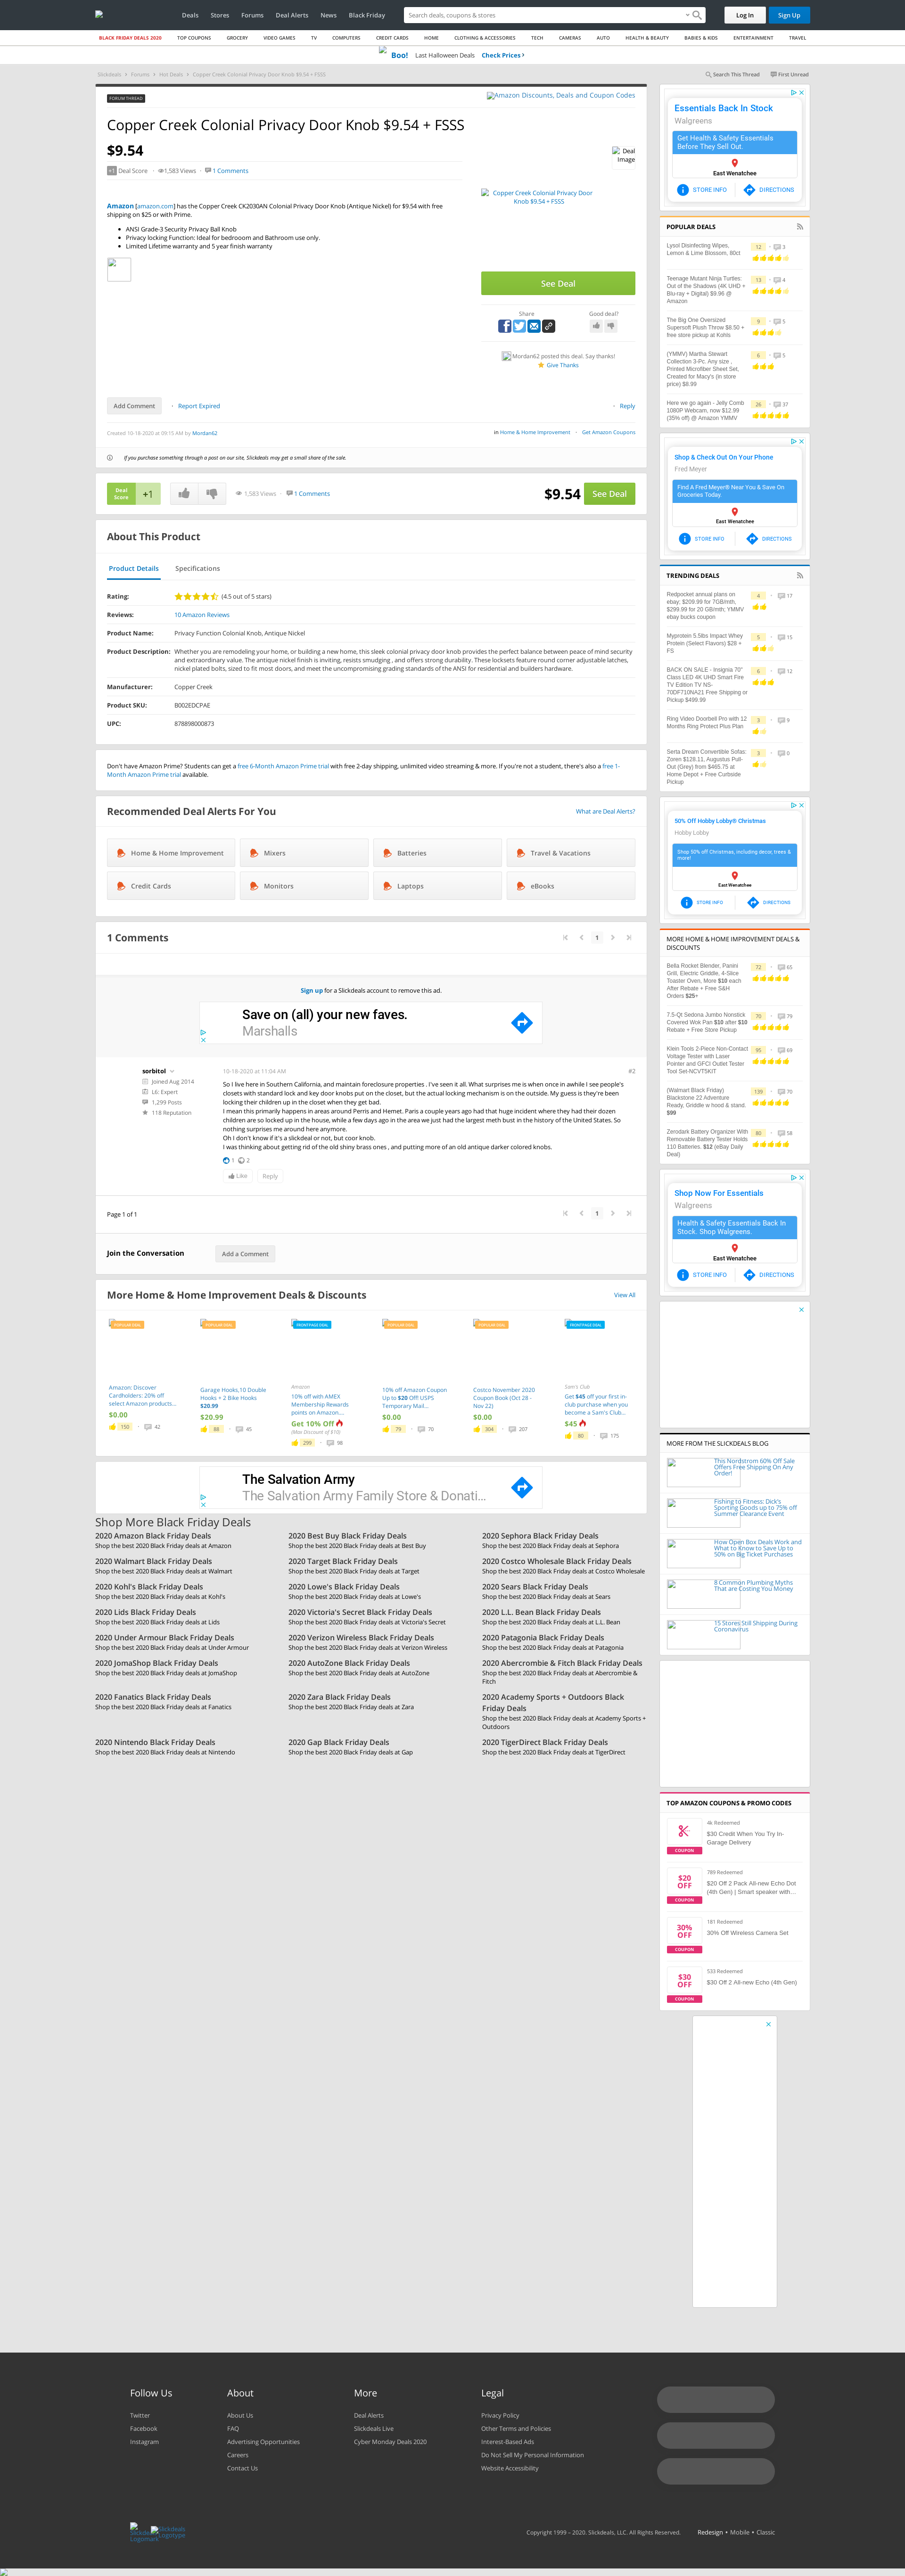 Deals Stores Forums Deal Alerts News Black Friday
Search deals, coupons & stores
Log In Sign Up
BLACK FRIDAY DEALS 2020 TOP COUPONS GROCERY VIDEO GAMES TV COMPUTERS CREDIT CARDS HOME CLOTHING & ACCESSORIES TECH CAMERAS AUTO HEALTH & BEAUTY BABIES & KIDS ENTERTAINMENT TRAVEL
Boo! Last Halloween Deals Check Prices
Slickdeals Forums Hot Deals Copper Creek Colonial Privacy Door Knob $9.54 + FSSS
Search This Thread First Unread
FORUM THREAD
Amazon Discounts, Deals and Coupon Codes
Copper Creek Colonial Privacy Door Knob $9.54 + FSSS
$9.54
Deal Image
+1 Deal Score 1,583 Views 1 Comments
Copper Creek Colonial Privacy Door Knob $9.54 + FSSS
Amazon [amazon.com] has the Copper Creek CK2030AN Colonial Privacy Door Knob (Antique Nickel) for $9.54 with free
shipping on $25 or with Prime.
ANSI Grade-3 Security Privacy Ball Knob
Privacy locking Function: Ideal for bedrooom and Bathroom use only.
Limited Lifetime warranty and 5 year finish warranty
See Deal
Share Good deal?
Mordan62 posted this deal. Say thanks!
Give Thanks
Add Comment Report Expired Reply
Created 10-18-2020 at 09:15 AM by Mordan62
in Home & Home Improvement Get Amazon Coupons
If you purchase something through a post on our site, Slickdeals may get a small share of the sale.
Deal Score +1 1,583 Views 1 Comments $9.54 See Deal
About This Product
Product Details Specifications
Rating: (4.5 out of 5 stars)
Reviews: 10 Amazon Reviews
Product Name: Privacy Function Colonial Knob, Antique Nickel
Product Description: Whether you are remodeling your home, or building a new home, this sleek colonial privacy door knob provides the perfect balance between peace of mind security
and extraordinary value. The antique nickel finish is inviting, resists smudging , and offers outstanding durability. These locksets feature round corner adjustable latches,
nickel plated bolts, sized to fit most doors, and meet the uncompromising grade standards of the ANSI for residential and builders hardware.
Manufacturer: Copper Creek
Product SKU: B002EDCPAE
UPC: 878898000873
Don't have Amazon Prime? Students can get a free 6-Month Amazon Prime trial with free 2-day shipping, unlimited video streaming & more. If you're not a student, there's also a free 1-
Month Amazon Prime trial available.
Recommended Deal Alerts For You What are Deal Alerts?
Home & Home Improvement Mixers Batteries Travel & Vacations
Credit Cards Monitors Laptops eBooks
1 Comments 1
Sign up for a Slickdeals account to remove this ad.
Save on (all) your new faves.
Marshalls
sorbitol 10-18-2020 at 11:04 AM #2
Joined Aug 2014
L6: Expert
1,299 Posts
118 Reputation
So I live here in Southern California, and maintain foreclosure properties . I've seen it all. What surprises me is when once in awhile I see people's
closets with standard lock and key door knobs on it. They put the knobs on the closet, but the actual locking mechanism is on the outside. My guess is they're been
locking their children up in the closet when they get bad.
I mean this primarily happens in areas around Perris and Hemet. Paris a couple years ago had that huge incident where they had their cloroxn
children er so locked up in the house, while a few days ago it was where we had the largest meth bust in the history of the United States. So
nothing surprises me around here anymore.
Oh I don't know if it's a slickdeal or not, but coor knob.
I was thinking about getting rid of the old shiny brass ones , and putting more of an old antique darker colored knobs.
1 2
Like Reply
Page 1 of 1 1
Join the Conversation Add a Comment
More Home & Home Improvement Deals & Discounts View All
POPULAR DEAL
Amazon: Discover Cardholders: 20% off select Amazon products...
$0.00
150 42
POPULAR DEAL
Garage Hooks,10 Double Hooks + 2 Bike Hooks $20.99
$20.99
88 45
FRONTPAGE DEAL
Amazon
10% off with AMEX Membership Rewards points on Amazon....
Get 10% Off
(Max Discount of $10)
299 98
POPULAR DEAL
10% off Amazon Coupon Up to $20 Off! USPS Temporary Mail...
$0.00
79 70
POPULAR DEAL
Costco November 2020 Coupon Book (Oct 28 - Nov 22)
$0.00
304 207
FRONTPAGE DEAL
Sam's Club
Get $45 off your first in-club purchase when you become a Sam's Club...
$45
80 175
The Salvation Army
The Salvation Army Family Store & Donati...
Shop More Black Friday Deals
2020 Amazon Black Friday Deals 2020 Best Buy Black Friday Deals 2020 Sephora Black Friday Deals
Shop the best 2020 Black Friday deals at Amazon Shop the best 2020 Black Friday deals at Best Buy Shop the best 2020 Black Friday deals at Sephora
2020 Walmart Black Friday Deals 2020 Target Black Friday Deals 2020 Costco Wholesale Black Friday Deals
Shop the best 2020 Black Friday deals at Walmart Shop the best 2020 Black Friday deals at Target Shop the best 2020 Black Friday deals at Costco Wholesale
2020 Kohl's Black Friday Deals 2020 Lowe's Black Friday Deals 2020 Sears Black Friday Deals
Shop the best 2020 Black Friday deals at Kohl's Shop the best 2020 Black Friday deals at Lowe's Shop the best 2020 Black Friday deals at Sears
2020 Lids Black Friday Deals 2020 Victoria's Secret Black Friday Deals 2020 L.L. Bean Black Friday Deals
Shop the best 2020 Black Friday deals at Lids Shop the best 2020 Black Friday deals at Victoria's Secret Shop the best 2020 Black Friday deals at L.L. Bean
2020 Under Armour Black Friday Deals 2020 Verizon Wireless Black Friday Deals 2020 Patagonia Black Friday Deals
Shop the best 2020 Black Friday deals at Under Armour Shop the best 2020 Black Friday deals at Verizon Wireless Shop the best 2020 Black Friday deals at Patagonia
2020 JomaShop Black Friday Deals 2020 AutoZone Black Friday Deals 2020 Abercrombie & Fitch Black Friday Deals
Shop the best 2020 Black Friday deals at JomaShop Shop the best 2020 Black Friday deals at AutoZone Shop the best 2020 Black Friday deals at Abercrombie & Fitch
2020 Fanatics Black Friday Deals 2020 Zara Black Friday Deals 2020 Academy Sports + Outdoors Black Friday Deals
Shop the best 2020 Black Friday deals at Fanatics Shop the best 2020 Black Friday deals at Zara Shop the best 2020 Black Friday deals at Academy Sports + Outdoors
2020 Nintendo Black Friday Deals 2020 Gap Black Friday Deals 2020 TigerDirect Black Friday Deals
Shop the best 2020 Black Friday deals at Nintendo Shop the best 2020 Black Friday deals at Gap Shop the best 2020 Black Friday deals at TigerDirect
Essentials Back In Stock
Walgreens
Get Health & Safety Essentials
Before They Sell Out.
East Wenatchee
STORE INFO DIRECTIONS
POPULAR DEALS
Lysol Disinfecting Wipes, Lemon & Lime Blossom, 80ct 12 3
Teenage Mutant Ninja Turtles: Out of the Shadows (4K UHD + Blu-ray + Digital) $9.96 @ Amazon 13 4
The Big One Oversized Supersoft Plush Throw $8.50 + free store pickup at Kohls 9 5
(YMMV) Martha Stewart Collection 3-Pc. Any size , Printed Microfiber Sheet Set, Created for Macy's (in store price) $8.99 6 5
Here we go again - Jelly Comb 1080P Webcam, now $12.99 (35% off) @ Amazon YMMV 26 37
Shop & Check Out On Your Phone
Fred Meyer
Find A Fred Meyer® Near You & Save On
Groceries Today.
East Wenatchee
STORE INFO DIRECTIONS
TRENDING DEALS
Redpocket annual plans on ebay: $209.99 for 7GB/mth, $299.99 for 20 GB/mth; YMMV ebay bucks coupon 4 17
Myprotein 5.5lbs Impact Whey Protein (Select Flavors) $28 + FS 5 15
BACK ON SALE - Insignia 70" Class LED 4K UHD Smart Fire TV Edition TV NS-70DF710NA21 Free Shipping or Pickup $499.99 6 12
Ring Video Doorbell Pro with 12 Months Ring Protect Plus Plan 3 9
Serta Dream Convertible Sofas: Zoren $128.11, Augustus Pull-Out (Grey) from $465.75 at Home Depot + Free Curbside Pickup 3 0
50% Off Hobby Lobby® Christmas
Hobby Lobby
Shop 50% off Christmas, including decor, trees &
more!
East Wenatchee
STORE INFO DIRECTIONS
MORE HOME & HOME IMPROVEMENT DEALS & DISCOUNTS
Bella Rocket Blender, Panini Grill, Electric Griddle, 4-Slice Toaster Oven, More $10 each After Rebate + Free S&H Orders $25+ 72 65
7.5-Qt Sedona Jumbo Nonstick Covered Wok Pan $10 after $10 Rebate + Free Store Pickup 70 79
Klein Tools 2-Piece Non-Contact Voltage Tester with Laser Pointer and GFCI Outlet Tester Tool Set-NCVT5KIT 95 69
(Walmart Black Friday) Blackstone 22 Adventure Ready, Griddle w hood & stand. $99 139 70
Zerodark Battery Organizer With Removable Battery Tester Holds 110 Batteries. $12 (eBay Daily Deal) 80 58
Shop Now For Essentials
Walgreens
Health & Safety Essentials Back In
Stock. Shop Walgreens.
East Wenatchee
STORE INFO DIRECTIONS
MORE FROM THE SLICKDEALS BLOG
This Nordstrom 60% Off Sale Offers Free Shipping On Any Order!
Fishing to Fitness: Dick's Sporting Goods up to 75% off Summer Clearance Event
How Open Box Deals Work and What to Know to Save Up to 50% on Big Ticket Purchases
8 Common Plumbing Myths That are Costing You Money
15 Stores Still Shipping During Coronavirus
TOP AMAZON COUPONS & PROMO CODES
COUPON 4k Redeemed
$30 Credit When You Try In-Garage Delivery
$20 OFF COUPON 789 Redeemed
$20 Off 2 Pack All-new Echo Dot (4th Gen) | Smart speaker with...
30% OFF COUPON 181 Redeemed
30% Off Wireless Camera Set
$30 OFF COUPON 533 Redeemed
$30 Off 2 All-new Echo (4th Gen)
Follow Us About More Legal
Twitter About Us Deal Alerts Privacy Policy
Facebook FAQ Slickdeals Live Other Terms and Policies
Instagram Advertising Opportunities Cyber Monday Deals 2020 Interest-Based Ads
Careers Do Not Sell My Personal Information
Contact Us Website Accessibility
Slickdeals Logomark Slickdeals Logotype
Copyright 1999 – 2020. Slickdeals, LLC. All Rights Reserved. Redesign • Mobile • Classic